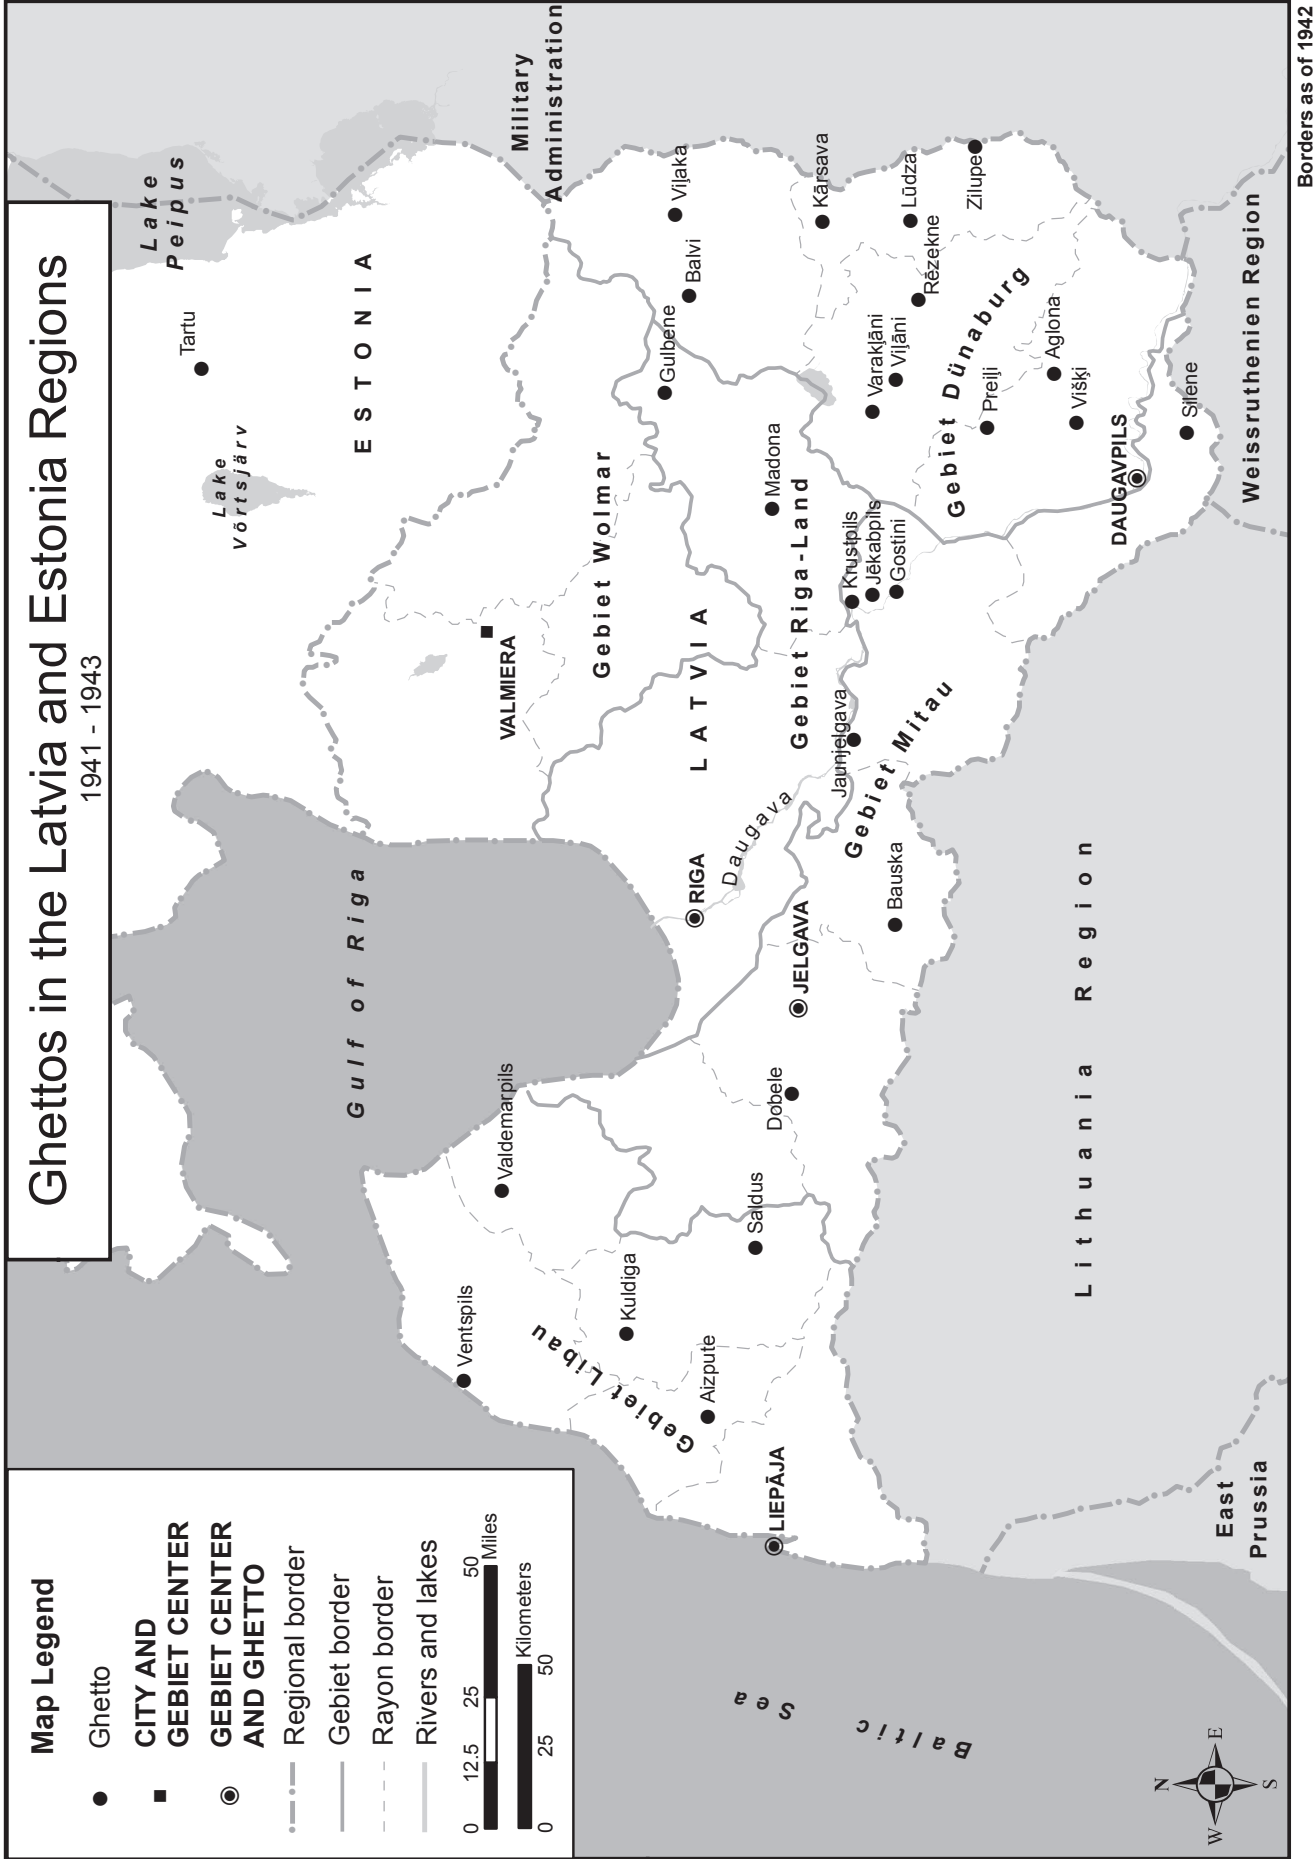 Ghettos in the Latvia and Estonia Regions
1941 - 1943
Map Legend
Ghetto
CITY AND
GEBIET CENTER
GEBIET CENTER
AND GHETTO
Regional border
Gebiet border
Rayon border
Rivers and lakes
0 12.5 25 50
Miles
Kilometers
0 25 50
Lake
Peipus
Tartu
Lake
Võrtsjärv
ESTONIA
Military
Administration
Gulf of Riga
VALMIERA
Gebiet Wolmar
Viļaka
Balvi
Gulbene
LATVIA
Madona
Gebiet Riga-Land
RIGA
Daugava
Kārsava
Lūdza
Zilupe
Rēzekne
Varakļāni
Viļāni
Gebiet Dünaburg
Preiļi
Aglona
Višķi
DAUGAVPILS
Silene
Krustpils
Jēkabpils
Gostini
Jaunjelgava
Gebiet Mitau
Bauska
JELGAVA
Dobele
Valdemarpils
Ventspils
Kuldiga
Saldus
Gebiet Libau
Aizpute
LIEPĀJA
Lithuania Region
Weissruthenien Region
East
Prussia
Baltic
Sea
N
W E
S
Borders as of 1942